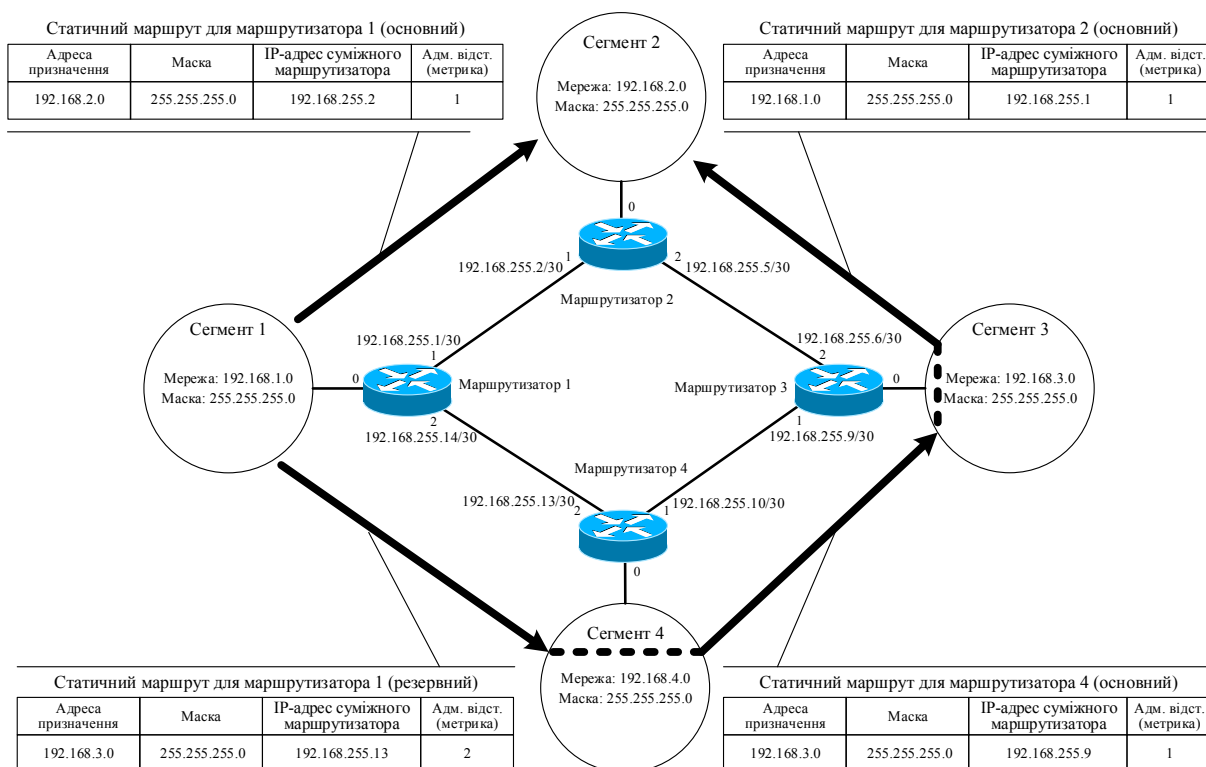 Статичний маршрут для маршрутизатора 1 (основний)
Адреса призначення
Маска
IP-адрес суміжного маршрутизатора
Адм. відст. (метрика)
192.168.2.0
255.255.255.0
192.168.255.2
1
Статичний маршрут для маршрутизатора 2 (основний)
Адреса призначення
Маска
IP-адрес суміжного маршрутизатора
Адм. відст. (метрика)
192.168.1.0
255.255.255.0
192.168.255.1
1
Сегмент 2
Мережа: 192.168.2.0
Маска: 255.255.255.0
0
1
2
192.168.255.2/30
192.168.255.5/30
Маршрутизатор 2
Сегмент 1
Мережа: 192.168.1.0
Маска: 255.255.255.0
192.168.255.1/30
1
0
Маршрутизатор 1
2
192.168.255.14/30
192.168.255.6/30
2
Маршрутизатор 3
0
1
192.168.255.9/30
Сегмент 3
Мережа: 192.168.3.0
Маска: 255.255.255.0
Маршрутизатор 4
192.168.255.13/30
192.168.255.10/30
2
1
0
Сегмент 4
Мережа: 192.168.4.0
Маска: 255.255.255.0
Статичний маршрут для маршрутизатора 1 (резервний)
Адреса призначення
Маска
IP-адрес суміжного маршрутизатора
Адм. відст. (метрика)
192.168.3.0
255.255.255.0
192.168.255.13
2
Статичний маршрут для маршрутизатора 4 (основний)
Адреса призначення
Маска
IP-адрес суміжного маршрутизатора
Адм. відст. (метрика)
192.168.3.0
255.255.255.0
192.168.255.9
1